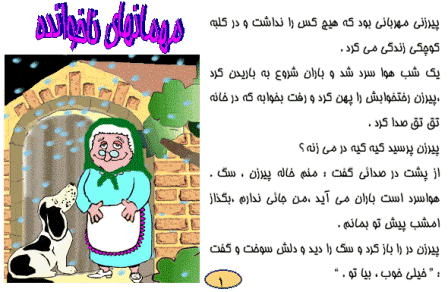 مهمانهای ناخوانده
پیرزنی مهربانی بود که هیچ کس را نداشت و در کلبه
کوچکی زندگی می کرد .
یک شب هوا سرد شد و باران شروع به باریدن کرد
،پیرزن رختخوابش را پهن کرد و رفت بخوابه که در خانه
تق تق صدا کرد .
پیرزن پرسید کیه کیه در می زنه ؟
از پشت در صدائی گفت : منم خاله پیرزن ، سگ .
هواسرد است باران می آید ،من جائی ندارم ،بگذار
امشب پیش تو بمانم .
پیرزن در را باز کرد و سگ را دید و دلش سوخت و گفت
: " خیلی خوب ، بیا تو . "
۱